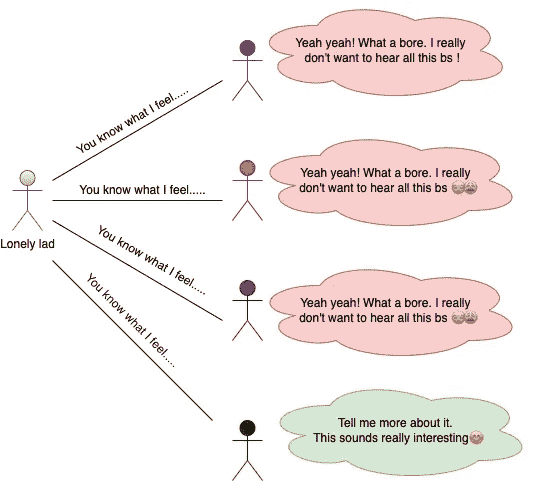 Yeah yeah! What a bore. I really
don't want to hear all this bs !
You know what I feel.....
Yeah yeah! What a bore. I really
don't want to hear all this bs 😑😩
You know what I feel.....
Lonely lad
You know what I feel.....
Yeah yeah! What a bore. I really
don't want to hear all this bs 😑😩
You know what I feel.....
Tell me more about it.
This sounds really interesting😁